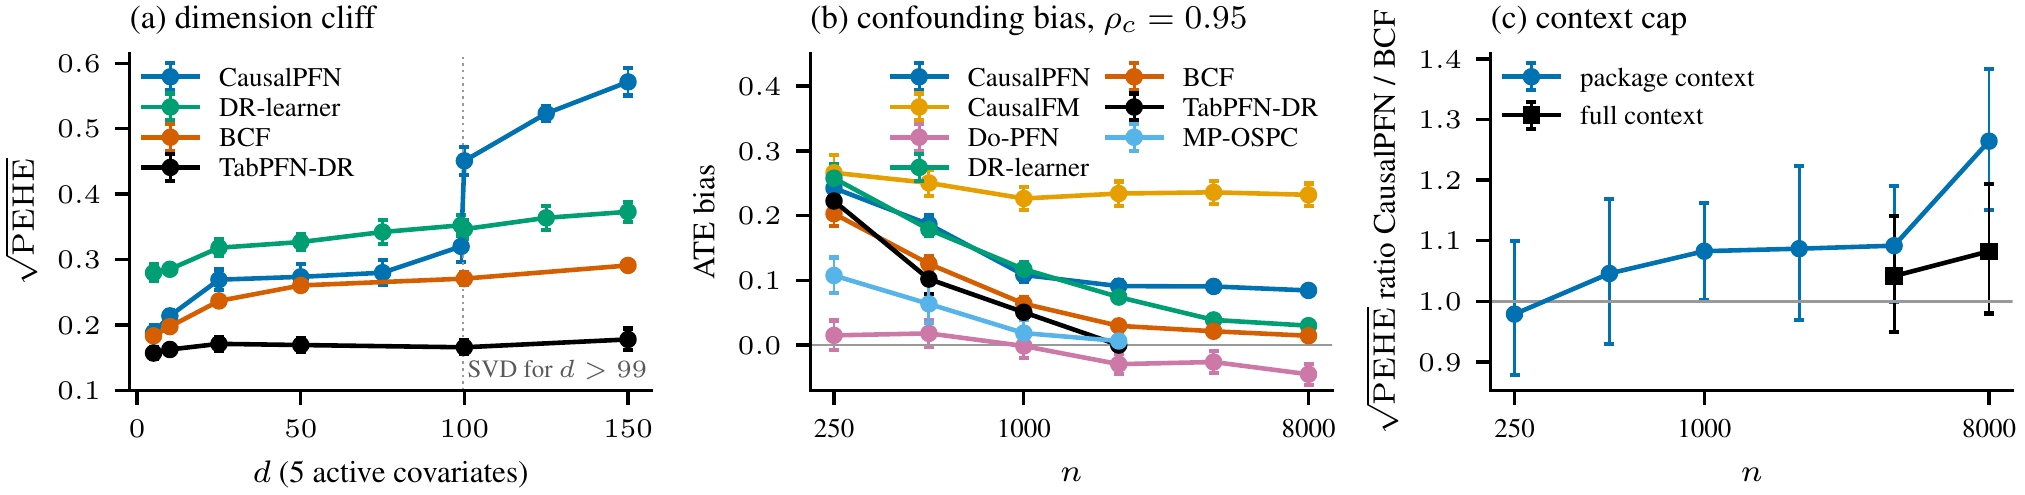 (a) dimension cliff
√PEHE
0.6
0.5
0.4
0.3
0.2
0.1
CausalPFN
DR-learner
BCF
TabPFN-DR
SVD for d > 99
0 50 100 150
d (5 active covariates)
(b) confounding bias, ρc = 0.95
ATE bias
0.4
0.3
0.2
0.1
0.0
CausalPFN
CausalFM
Do-PFN
DR-learner
BCF
TabPFN-DR
MP-OSPC
250 1000 8000
n
(c) context cap
√PEHE ratio CausalPFN / BCF
1.4
1.3
1.2
1.1
1.0
0.9
package context
full context
250 1000 8000
n